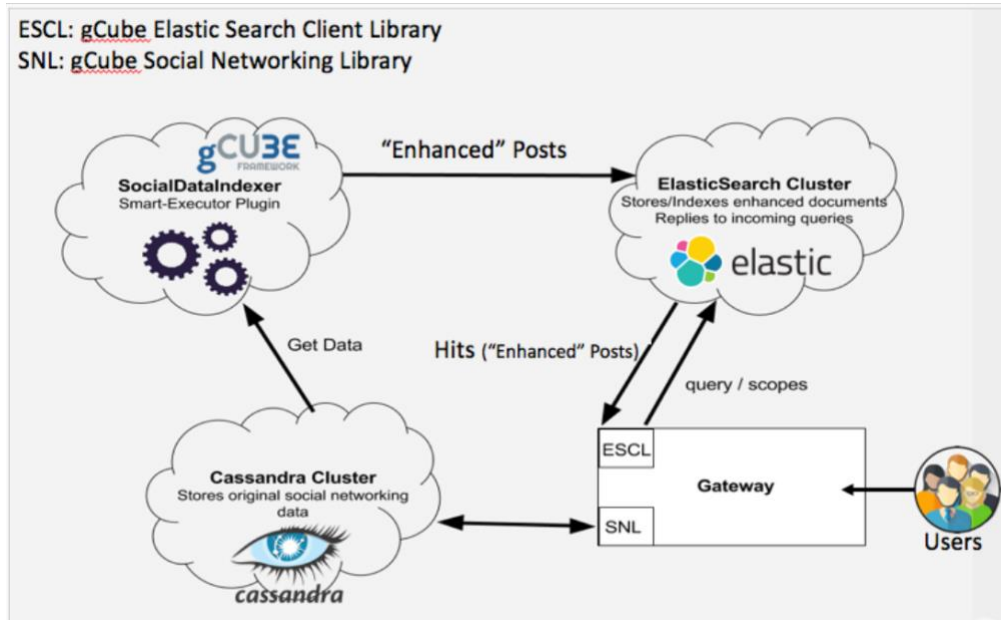 ESCL: gCube Elastic Search Client Library
SNL: gCube Social Networking Library
gCUBE
FRAMEWORK
SocialDataIndexer
Smart-Executor Plugin
“Enhanced” Posts
ElasticSearch Cluster
Stores/Indexes enhanced documents
Replies to incoming queries
elastic
Get Data
Hits (“Enhanced” Posts)
query / scopes
Cassandra Cluster
Stores original social networking
data
cassandra
ESCL
Gateway
SNL
Users